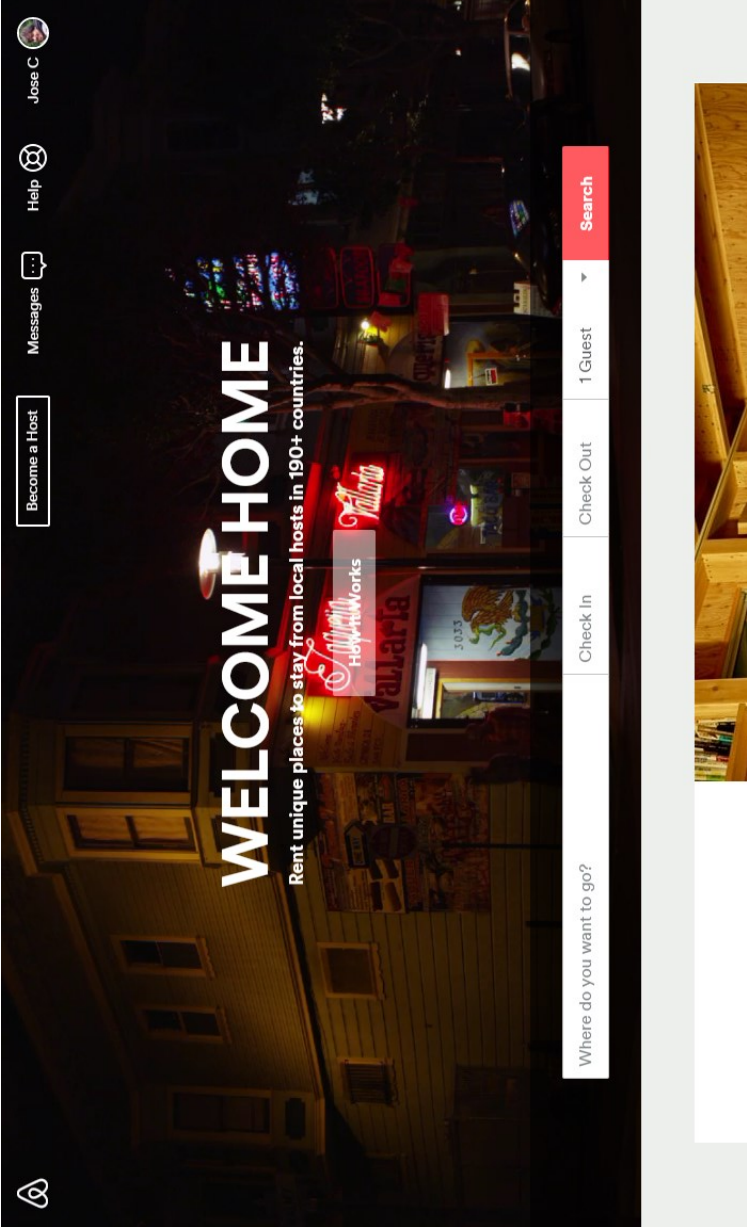 Become a Host
Messages
Help
Jose C
WELCOME HOME
Rent unique places to stay from local hosts in 190+ countries.
How It Works
Taqueria
Vallarta
Vallarta
3033
Where do you want to go?
Check In
Check Out
1 Guest
Search